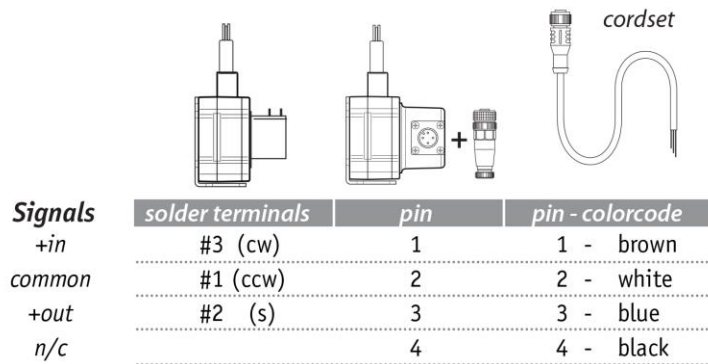 cordset
+
Signals solder terminals pin pin - colorcode
+in #3 (cw) 1 1 - brown
common #1 (ccw) 2 2 - white
+out #2 (s) 3 3 - blue
n/c 4 4 - black